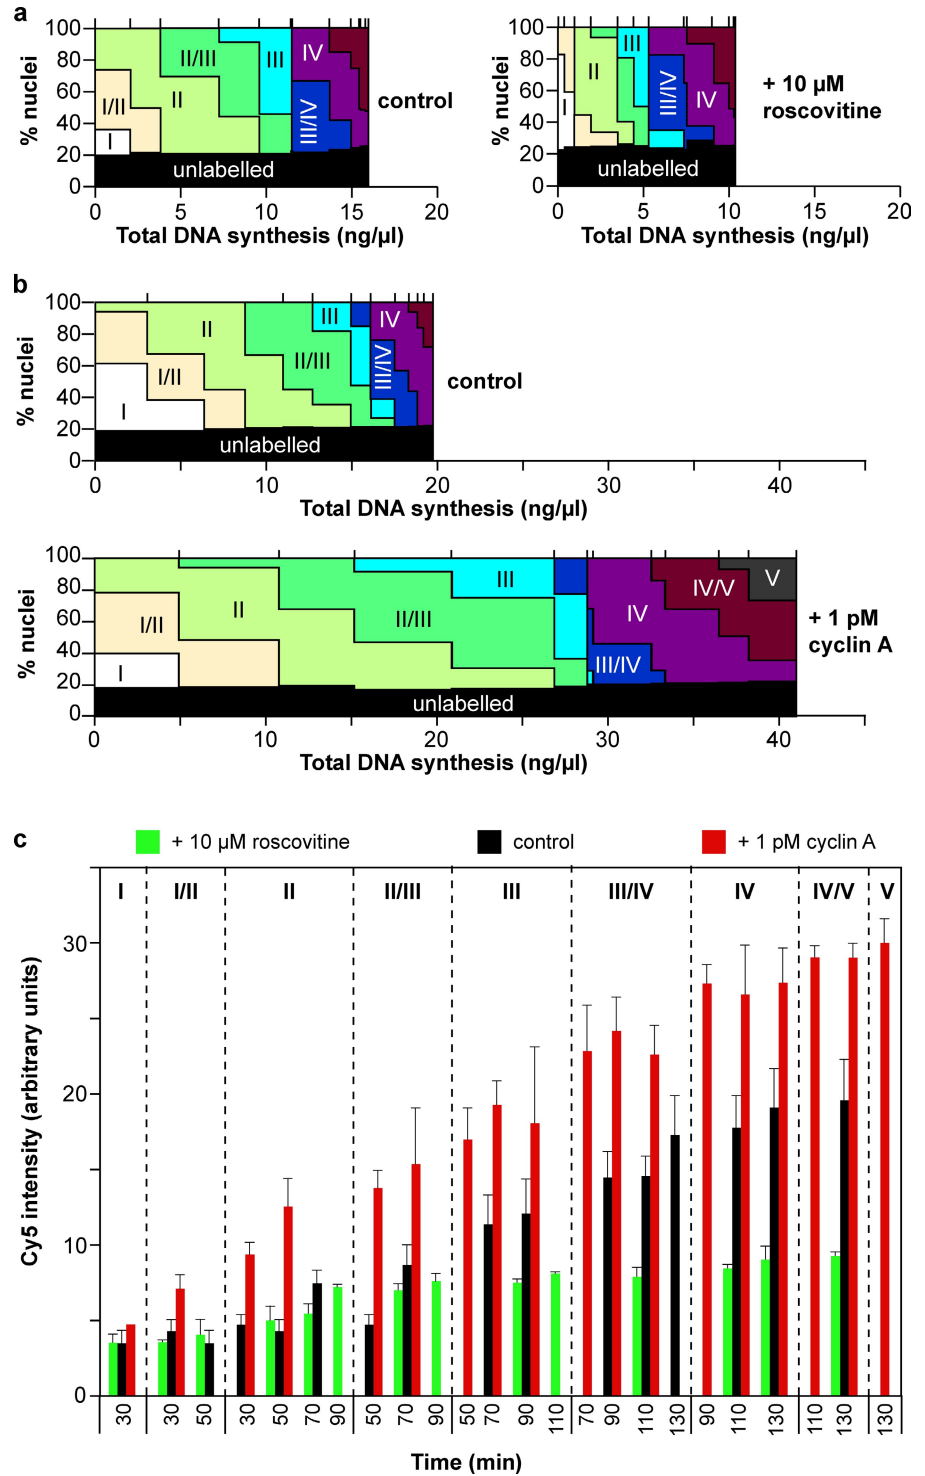 a
100
80
60
40
20
0
% nuclei
I/II
I
II/III
II
III
IV
III/IV
unlabelled
control
0 5 10 15 20
Total DNA synthesis (ng/µl)
100
80
60
40
20
0
% nuclei
I
II
III
III/IV
IV
unlabelled
+ 10 µM
roscovitine
0 5 10 15 20
Total DNA synthesis (ng/µl)
b
100
80
60
40
20
0
% nuclei
I
I/II
II
II/III
III
III/IV
IV
unlabelled
control
0 10 20 30 40
Total DNA synthesis (ng/µl)
100
80
60
40
20
0
% nuclei
I
I/II
II
II/III
III
III/IV
IV
IV/V
V
unlabelled
+ 1 pM
cyclin A
0 10 20 30 40
Total DNA synthesis (ng/µl)
c
+ 10 µM roscovitine control + 1 pM cyclin A
I I/II II II/III III III/IV IV IV/V V
30
20
10
0
Cy5 intensity (arbitrary units)
30 30 50 30 50 70 90 50 70 90 50 70 90 110 70 90 110 130 90 110 130 110 130 130
Time (min)